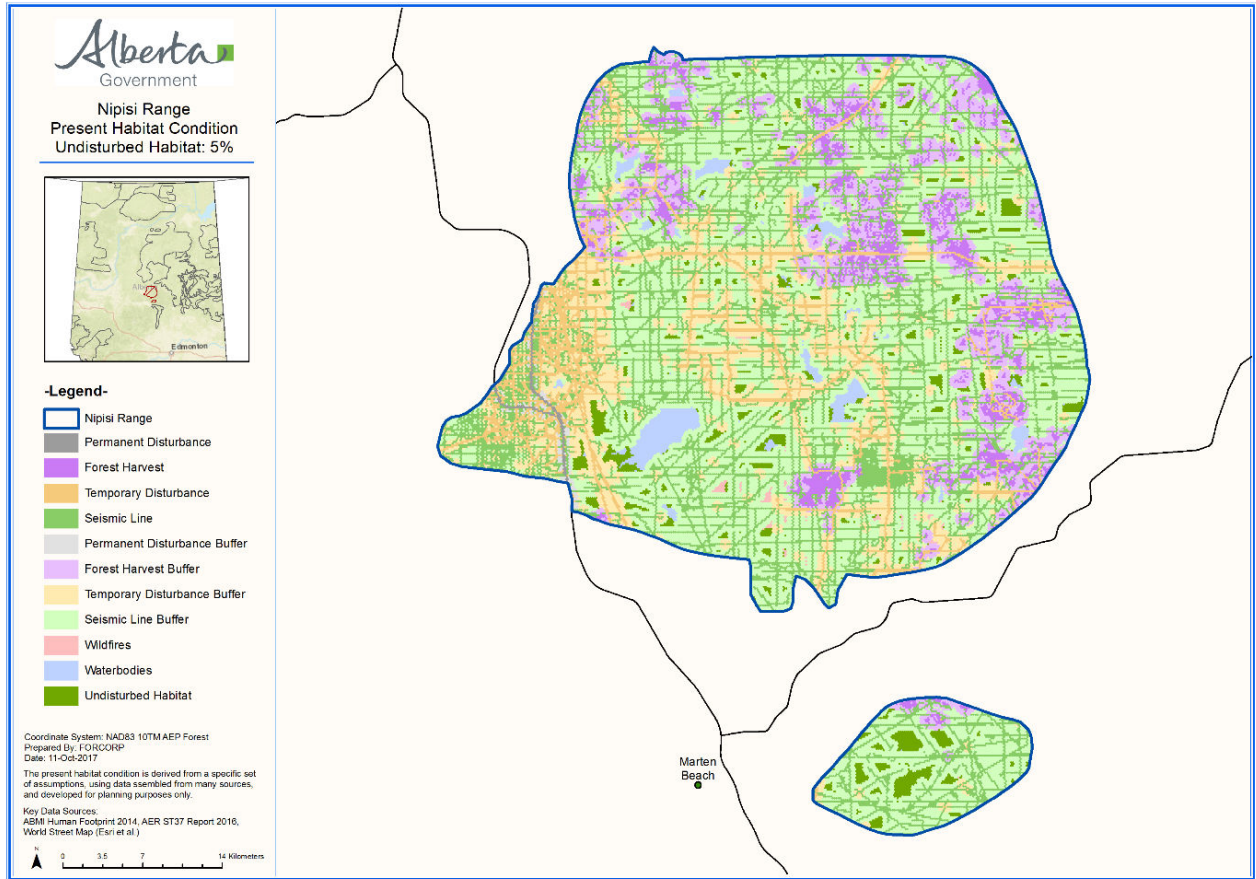 Alberta
Government
Nipisi Range
Present Habitat Condition
Undisturbed Habitat: 5%
Edmonton
-Legend-
Nipisi Range
Permanent Disturbance
Forest Harvest
Temporary Disturbance
Seismic Line
Permanent Disturbance Buffer
Forest Harvest Buffer
Temporary Disturbance Buffer
Seismic Line Buffer
Wildfires
Waterbodies
Undisturbed Habitat
Coordinate System: NAD83 10TM AEP Forest
Prepared By: FORCORP
Date: 11-Oct-2017
The present habitat condition is derived from a specific set
of assumptions, using data ssembled from many sources,
and developed for planning purposes only.
Key Data Sources:
ABMI Human Footprint 2014, AER ST37 Report 2016,
World Street Map (Esri et al.)
N
0 3.5 7 14 Kilometers
Marten
Beach